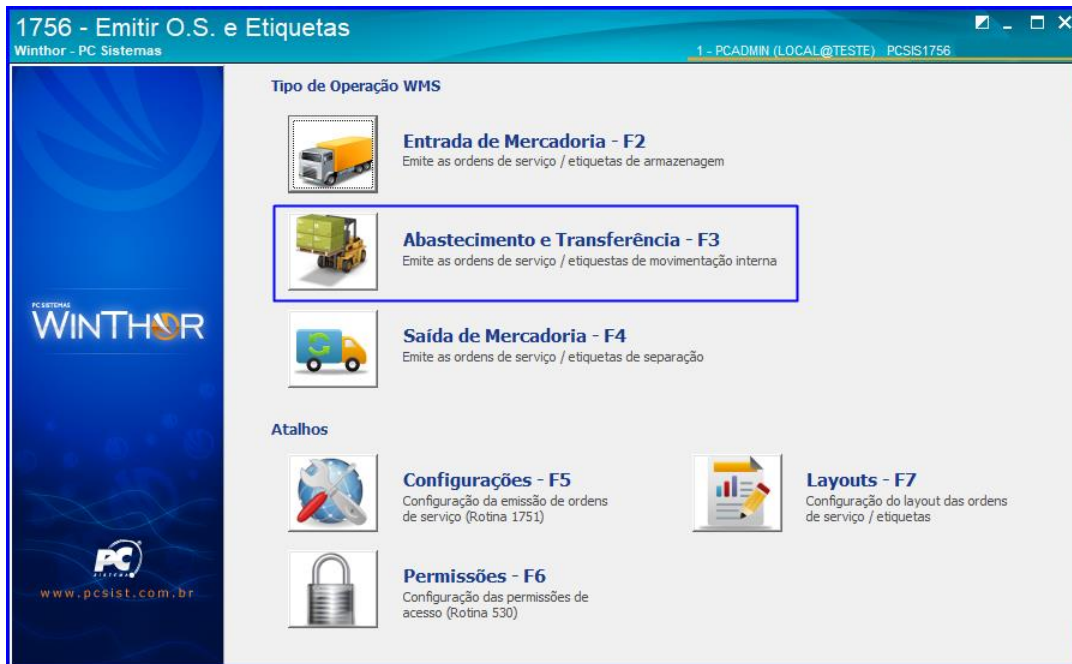 1756 - Emitir O.S. e Etiquetas
Winthor - PC Sistemas
1 - PCADMIN (LOCAL@TESTE) PCSIS1756
Tipo de Operação WMS
Entrada de Mercadoria - F2
Emite as ordens de serviço / etiquetas de armazenagem
Abastecimento e Transferência - F3
Emite as ordens de serviço / etiquestas de movimentação interna
Saída de Mercadoria - F4
Emite as ordens de serviço / etiquetas de separação
PC SISTEMAS
WINTHOR
Atalhos
Configurações - F5
Configuração da emissão de ordens
de serviço (Rotina 1751)
Layouts - F7
Configuração do layout das ordens
de serviço / etiquetas
Permissões - F6
Configuração das permissões de
acesso (Rotina 530)
PC
SISTEMAS
www.pcsist.com.br